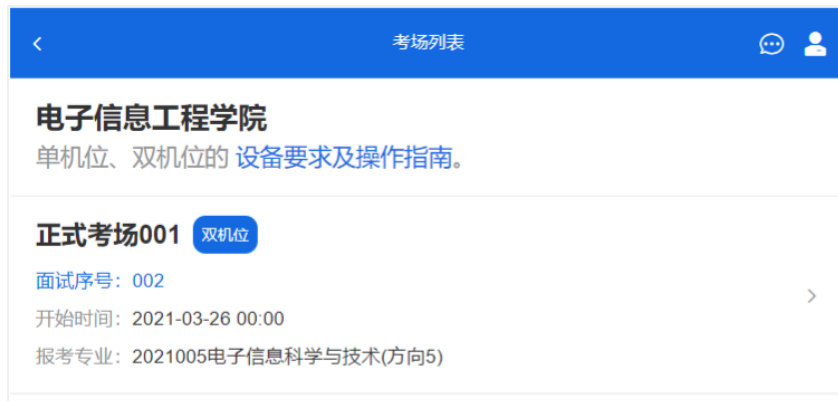 考场列表
电子信息工程学院
单机位、双机位的 设备要求及操作指南。
正式考场001 双机位
面试序号：002
开始时间：2021-03-26 00:00
报考专业：2021005电子信息科学与技术(方向5)